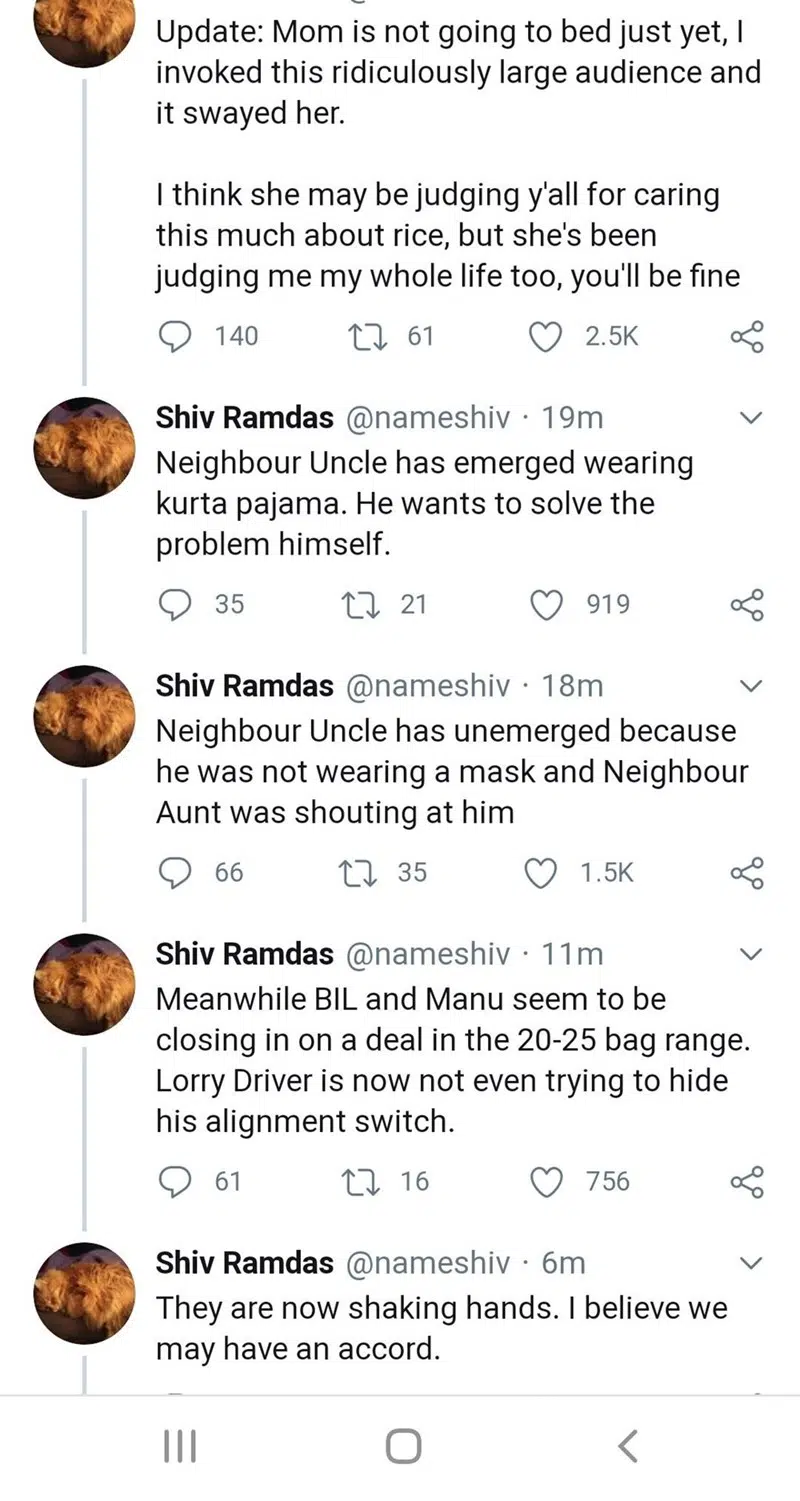 Update: Mom is not going to bed just yet, I
invoked this ridiculously large audience and
it swayed her.
I think she may be judging y'all for caring
this much about rice, but she's been
judging me my whole life too, you'll be fine
140 61 2.5K
Shiv Ramdas @nameshiv · 19m
Neighbour Uncle has emerged wearing
kurta pajama. He wants to solve the
problem himself.
35 21 919
Shiv Ramdas @nameshiv · 18m
Neighbour Uncle has unemerged because
he was not wearing a mask and Neighbour
Aunt was shouting at him
66 35 1.5K
Shiv Ramdas @nameshiv · 11m
Meanwhile BIL and Manu seem to be
closing in on a deal in the 20-25 bag range.
Lorry Driver is now not even trying to hide
his alignment switch.
61 16 756
Shiv Ramdas @nameshiv · 6m
They are now shaking hands. I believe we
may have an accord.